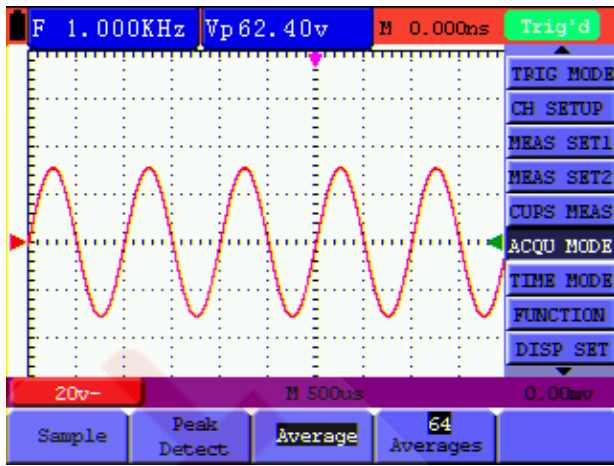 F 1.000KHz Vp62.40v M 0.000ns Trig'd
TRIG MODE
CH SETUP
MEAS SET1
MEAS SET2
CURS MEAS
ACQU MODE
TIME MODE
FUNCTION
DISP SET
20v- M 500us 0.00mv
Sample Peak Detect Average 64 Averages